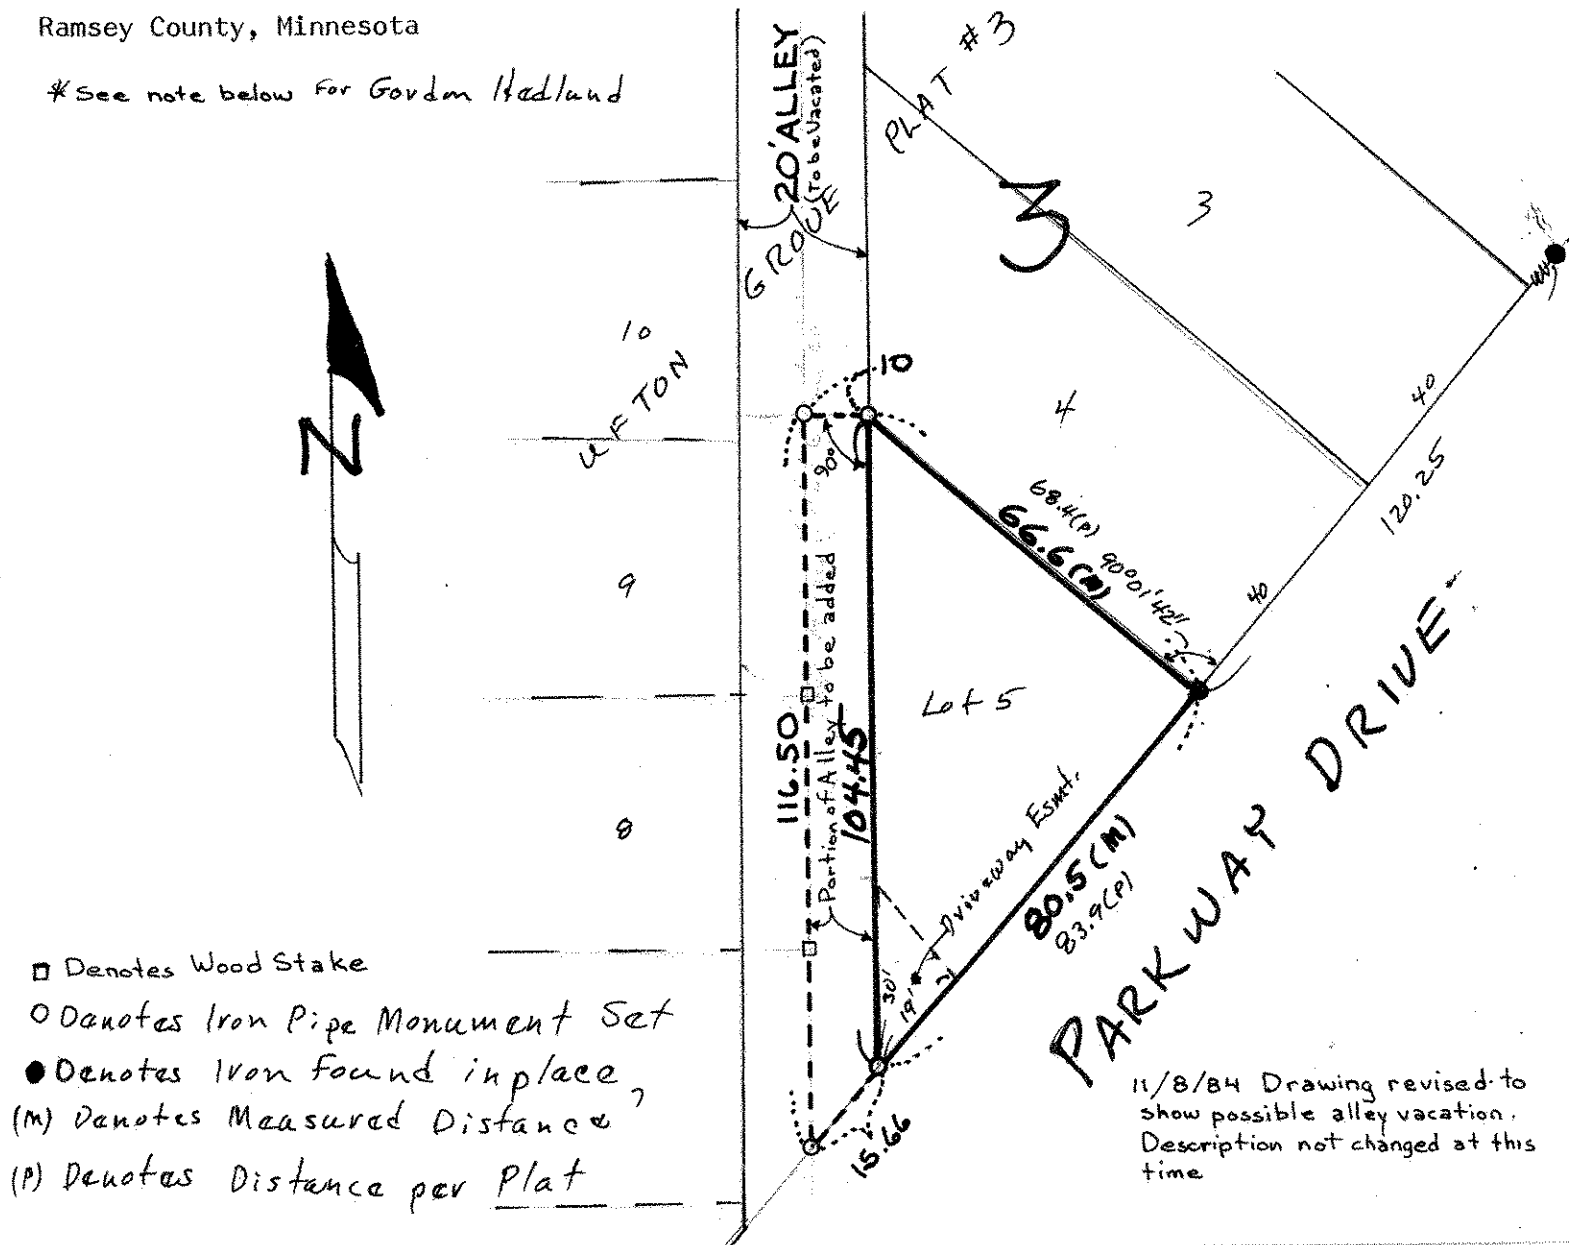 Ramsey County, Minnesota
* See note below For Gordon Hedlund
20' ALLEY
(To be Vacated)
PLAT #3
GROVE
3
3
10
UFTON
10
4
N
90°
40
120.25
68.4(P)
66.6(M)
90°01'42"
40
9
Portion of Alley to be added
Lot 5
116.50
104.45
PARKWAY DRIVE
8
Driveway Esmt.
80.5(M)
83.9(P)
30'
19'
15.66
□ Denotes Wood Stake
○ Denotes Iron Pipe Monument Set
● Denotes Iron found inplace
(M) Denotes Measured Distance
(P) Denotes Distance per Plat
11/8/84 Drawing revised to
show possible alley vacation.
Description not changed at this
time